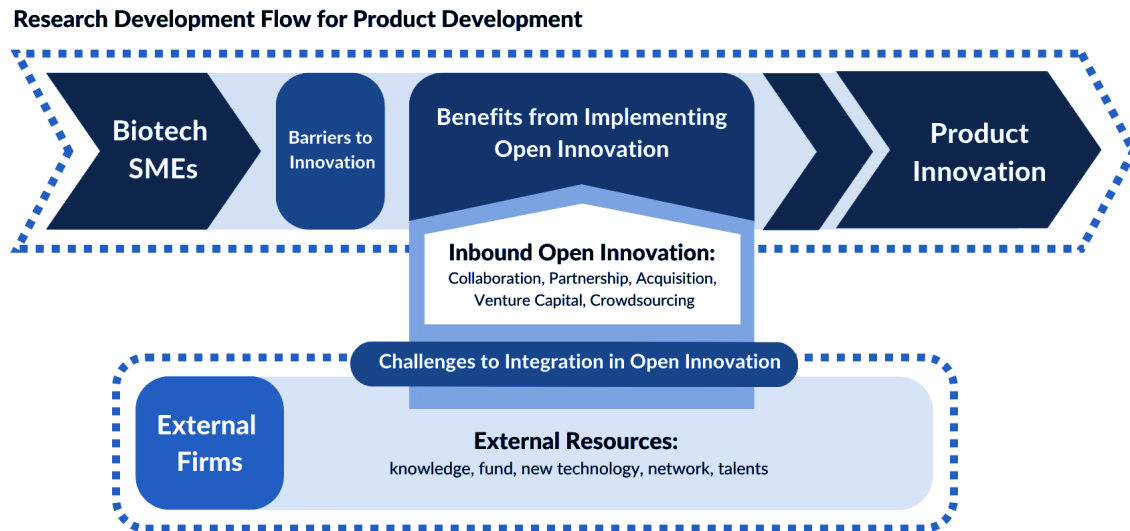 Research Development Flow for Product Development
Biotech
SMEs
Barriers to
Innovation
Benefits from Implementing
Open Innovation
Product
Innovation
Inbound Open Innovation:
Collaboration, Partnership, Acquisition,
Venture Capital, Crowdsourcing
Challenges to Integration in Open Innovation
External
Firms
External Resources:
knowledge, fund, new technology, network, talents